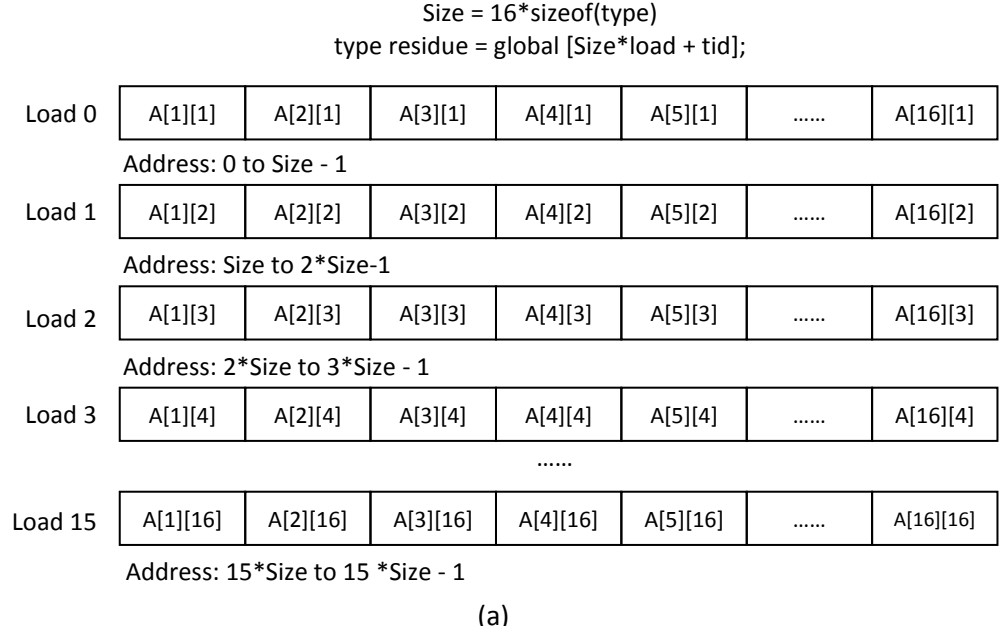 Size = 16*sizeof(type)
type residue = global [Size*load + tid];
Load 0 A[1][1] A[2][1] A[3][1] A[4][1] A[5][1] ...... A[16][1]
Address: 0 to Size - 1
Load 1 A[1][2] A[2][2] A[3][2] A[4][2] A[5][2] ...... A[16][2]
Address: Size to 2*Size-1
Load 2 A[1][3] A[2][3] A[3][3] A[4][3] A[5][3] ...... A[16][3]
Address: 2*Size to 3*Size - 1
Load 3 A[1][4] A[2][4] A[3][4] A[4][4] A[5][4] ...... A[16][4]
......
Load 15 A[1][16] A[2][16] A[3][16] A[4][16] A[5][16] ...... A[16][16]
Address: 15*Size to 15 *Size - 1
(a)